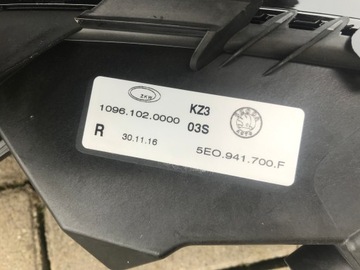 ZKW
1096.102.0000 KZ3
R 30.11.16 03S
5E0.941.700.F